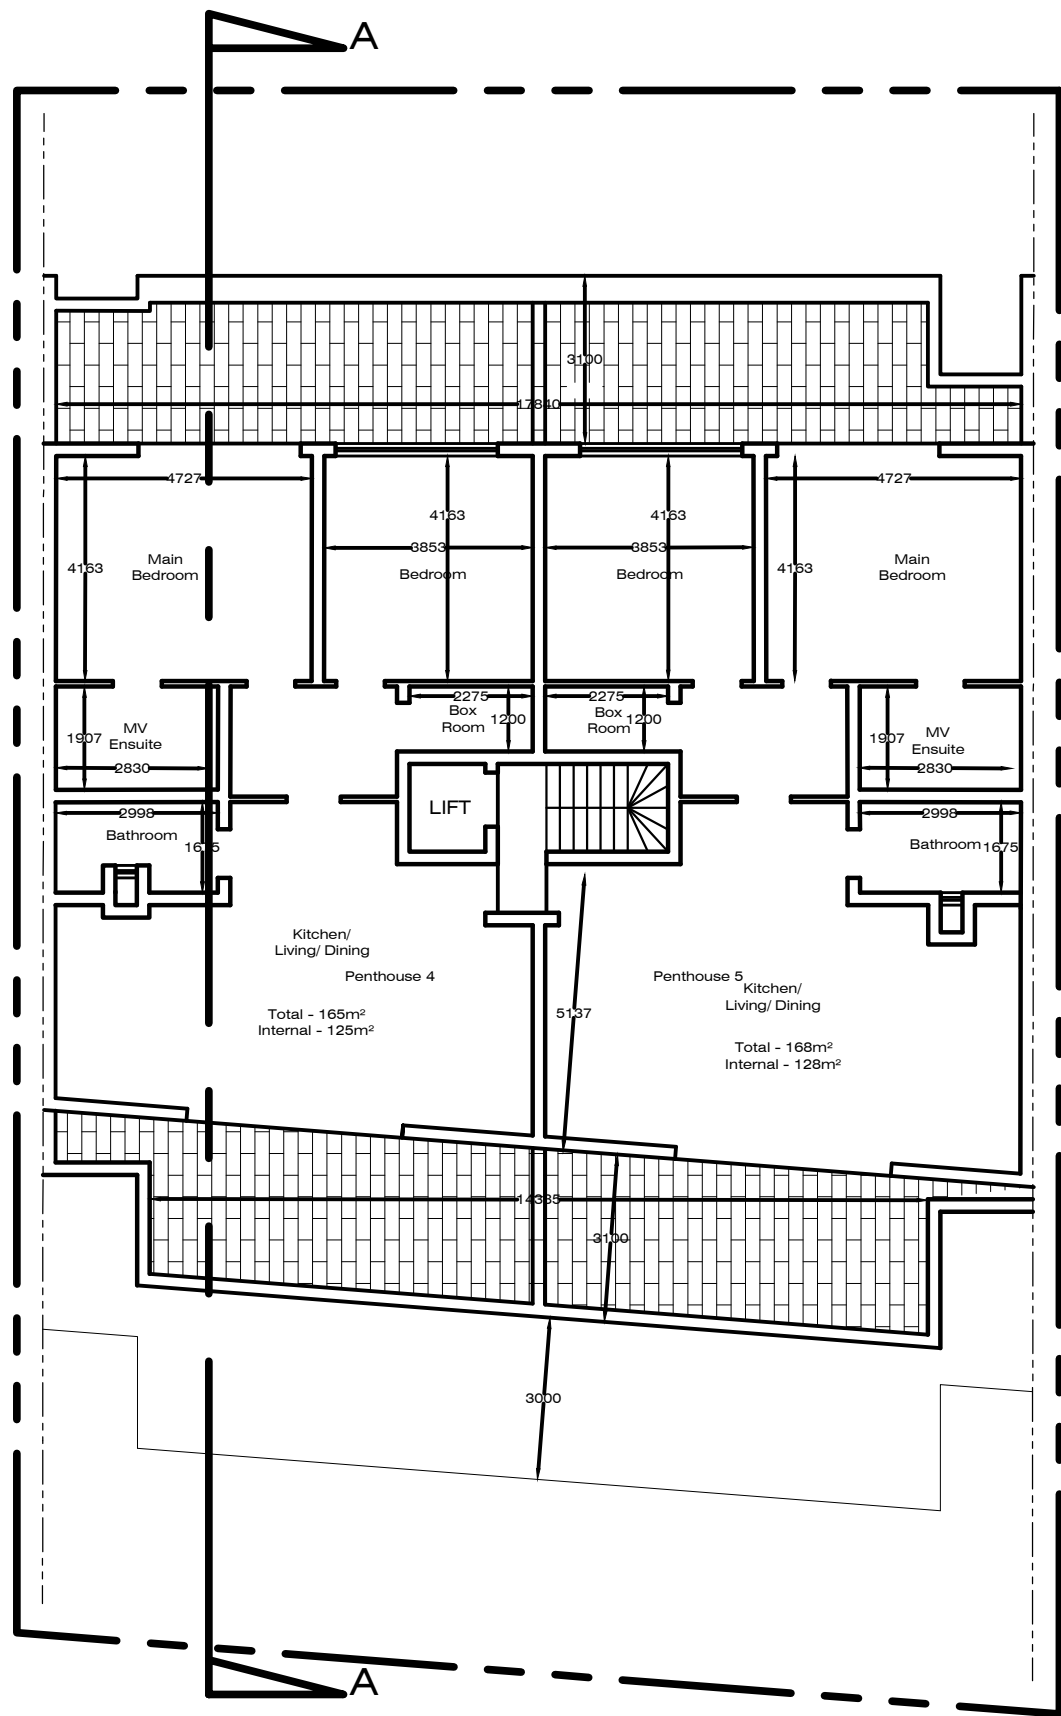 A
3100
17840
4727
4163
4163
4727
3853
3853
4163
Main
Bedroom
Bedroom
Bedroom
4163
Main
Bedroom
2275
Box
Room
1200
2275
Box
Room
1200
MV
Ensuite
1907
2830
MV
Ensuite
1907
2830
2998
Bathroom
1675
LIFT
2998
Bathroom
1675
Kitchen/
Living/ Dining
Penthouse 4
Total - 165m²
Internal - 125m²
5137
Penthouse 5
Kitchen/
Living/ Dining
Total - 168m²
Internal - 128m²
14335
3100
3000
A